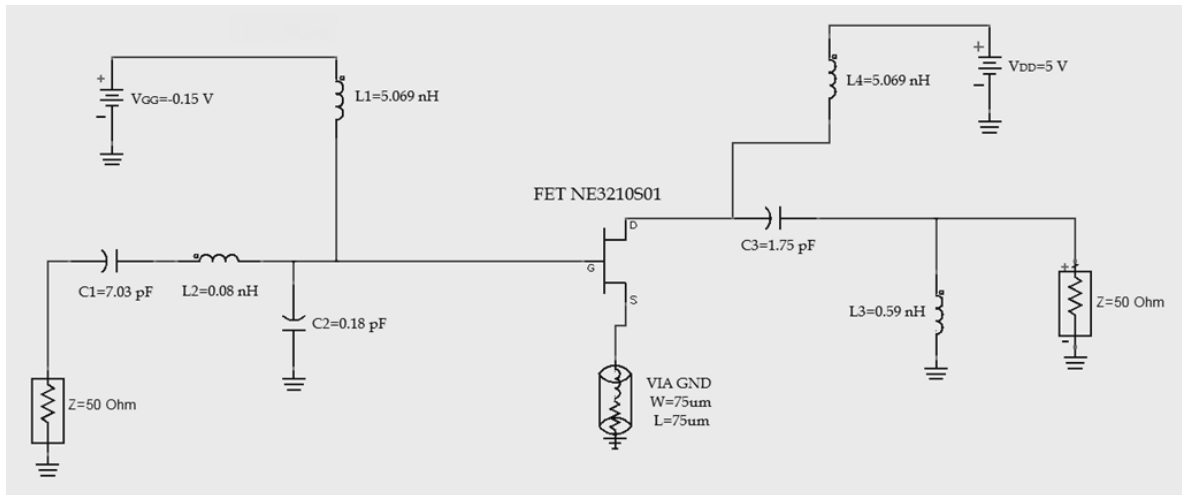 VGG=-0.15 V
L1=5.069 nH
L4=5.069 nH
VDD=5 V
FET NE3210S01
D
G
S
C3=1.75 pF
C1=7.03 pF
L2=0.08 nH
C2=0.18 pF
L3=0.59 nH
Z=50 Ohm
Z=50 Ohm
VIA GND
W=75um
L=75um